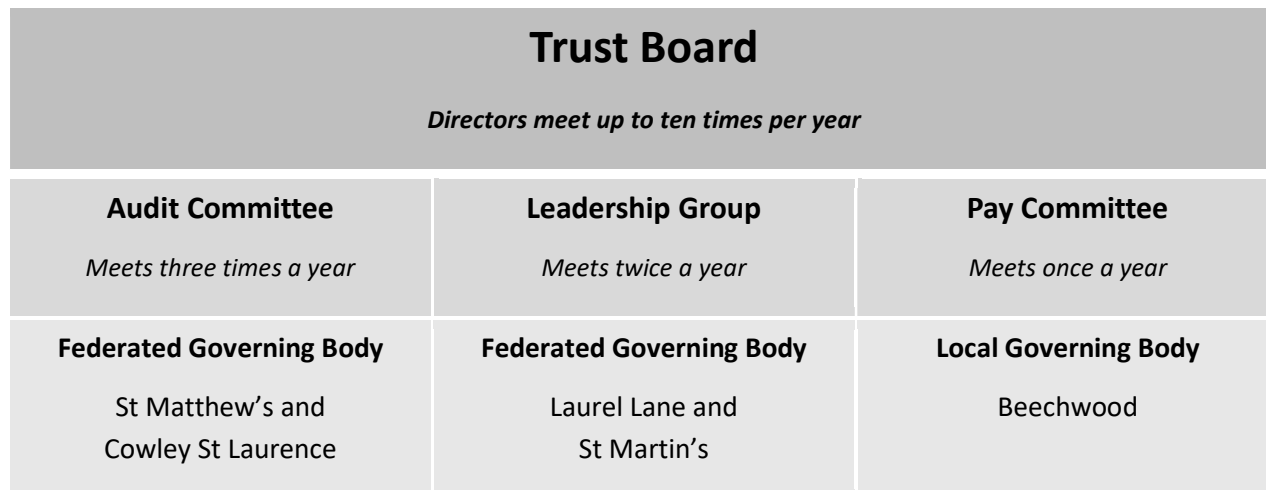 Trust Board
Directors meet up to ten times per year
Audit Committee
Meets three times a year
Leadership Group
Meets twice a year
Pay Committee
Meets once a year
Federated Governing Body
St Matthew’s and
Cowley St Laurence
Federated Governing Body
Laurel Lane and
St Martin’s
Local Governing Body
Beechwood